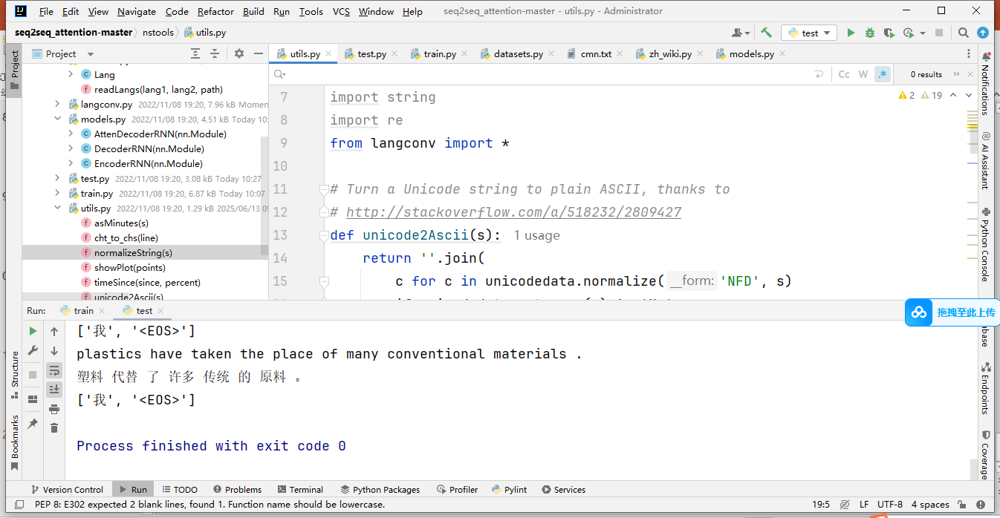 File Edit View Navigate Code Refactor Build Run Tools VCS Window Help seq2seq_attention-master - utils.py - Administrator
seq2seq_attention-master nstools utils.py test
Project utils.py test.py train.py datasets.py cmn.txt zh_wiki.py models.py
Cc W .* 0 results
Lang
readLangs(lang1, lang2, path)
langconv.py 2022/11/08 19:20, 7.96 kB Momen
models.py 2022/11/08 19:20, 4.51 kB Today 10:
AttenDecoderRNN(nn.Module)
DecoderRNN(nn.Module)
EncoderRNN(nn.Module)
test.py 2022/11/08 19:20, 3.08 kB Today 10:27
train.py 2022/11/08 19:20, 6.87 kB Today 10:07
utils.py 2022/11/08 19:20, 1.29 kB 2025/06/13 09
asMinutes(s)
cht_to_chs(line)
normalizeString(s)
showPlot(points)
timeSince(since, percent)
unicode2Ascii(s)
2 19
7 import string
8 import re
9 from langconv import *
10
11 # Turn a Unicode string to plain ASCII, thanks to
12 # http://stackoverflow.com/a/518232/2809427
13 def unicode2Ascii(s): 1 usage
14 return ''.join(
15 c for c in unicodedata.normalize( __form: 'NFD', s)
Run: train test
['我', '<EOS>']
plastics have taken the place of many conventional materials .
塑料 代替 了 许多 传统 的 原料 。
['我', '<EOS>']
Process finished with exit code 0
Project
Structure
Bookmarks
Notifications
AI Assistant
Python Console
拖拽至此上传
Endpoints
Coverage
Version Control Run TODO Problems Terminal Python Packages Profiler Pylint Services
PEP 8: E302 expected 2 blank lines, found 1. Function name should be lowercase. 19:5 LF UTF-8 4 spaces